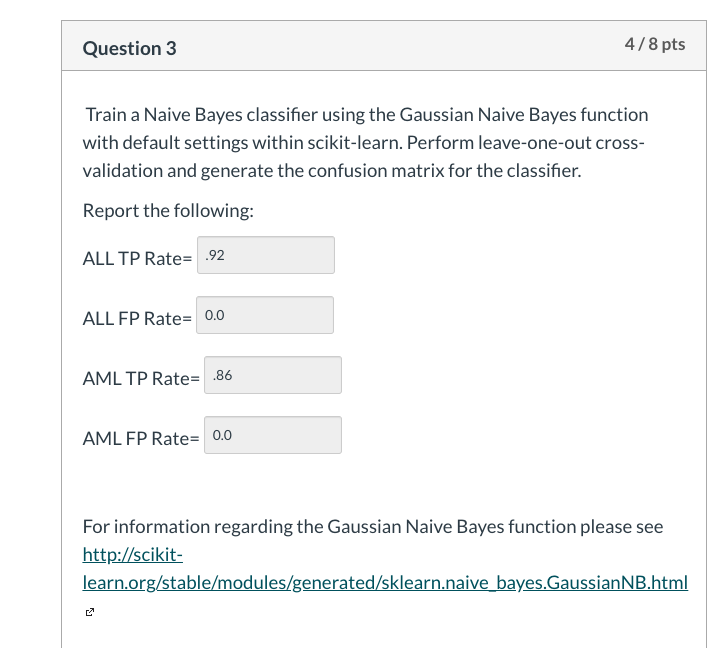 Question 3
4 / 8 pts
Train a Naive Bayes classifier using the Gaussian Naive Bayes function
with default settings within scikit-learn. Perform leave-one-out cross-
validation and generate the confusion matrix for the classifier.
Report the following:
ALL TP Rate= .92
ALL FP Rate= 0.0
AML TP Rate= .86
AML FP Rate= 0.0
For information regarding the Gaussian Naive Bayes function please see
http://scikit-
learn.org/stable/modules/generated/sklearn.naive_bayes.GaussianNB.html